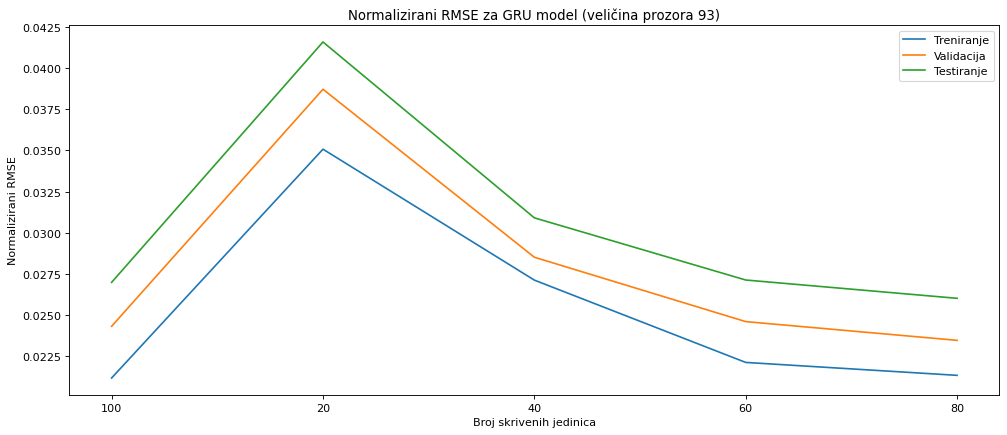 Normalizirani RMSE za GRU model (veličina prozora 93)
Treniranje
Validacija
Testiranje
Normalizirani RMSE
0.0425
0.0400
0.0375
0.0350
0.0325
0.0300
0.0275
0.0250
0.0225
100
20
40
60
80
Broj skrivenih jedinica